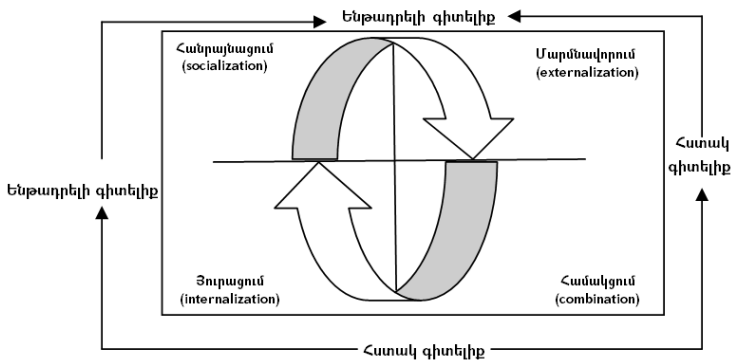 Ենթադրելի գիտելիք
Հանրայնացում
(socialization)
Մարմնավորում
(externalization)
Ենթադրելի գիտելիք
Հստակ
գիտելիք
Յուրացում
(internalization)
Համակցում
(combination)
Հստակ գիտելիք